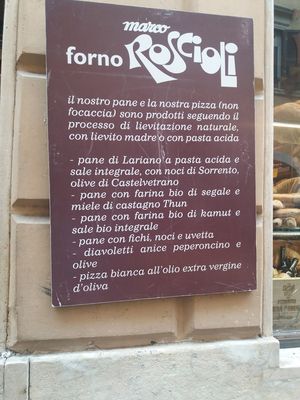 marco
forno ROSCIOLI
il nostro pane e la nostra pizza (non
focaccia) sono prodotti seguendo il
processo di lievitazione naturale,
con lievito madre o con pasta acida
- pane di Lariano a pasta acida e
sale integrale, con noci di Sorrento,
olive di Castelvetrano
- pane con farina bio di segale e
miele di castagno Thun
- pane con farina bio di kamut e
sale bio integrale
- pane con fichi, noci e uvetta
- diavoletti anice peperoncino e
olive
- pizza bianca all'olio extra vergine
d'oliva